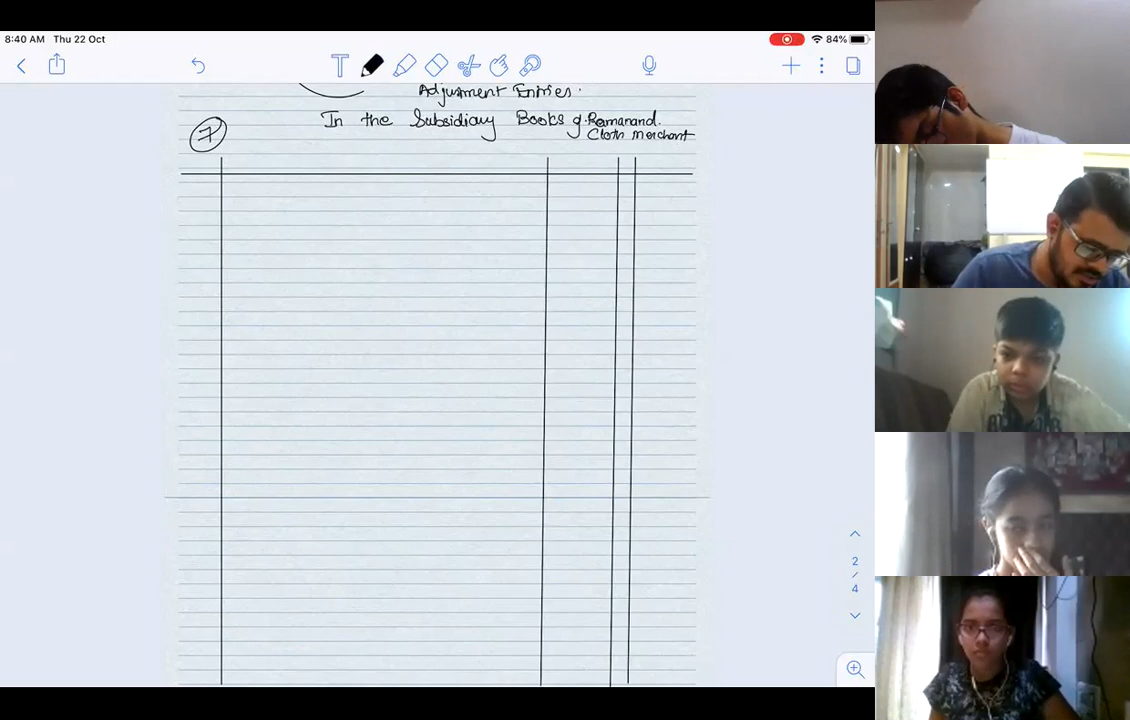 8:40 AM Thu 22 Oct
84%
T
Adjustment Entries.
7
In the Subsidiary Books of Ramanand.
Cloth Merchant
2
/
4